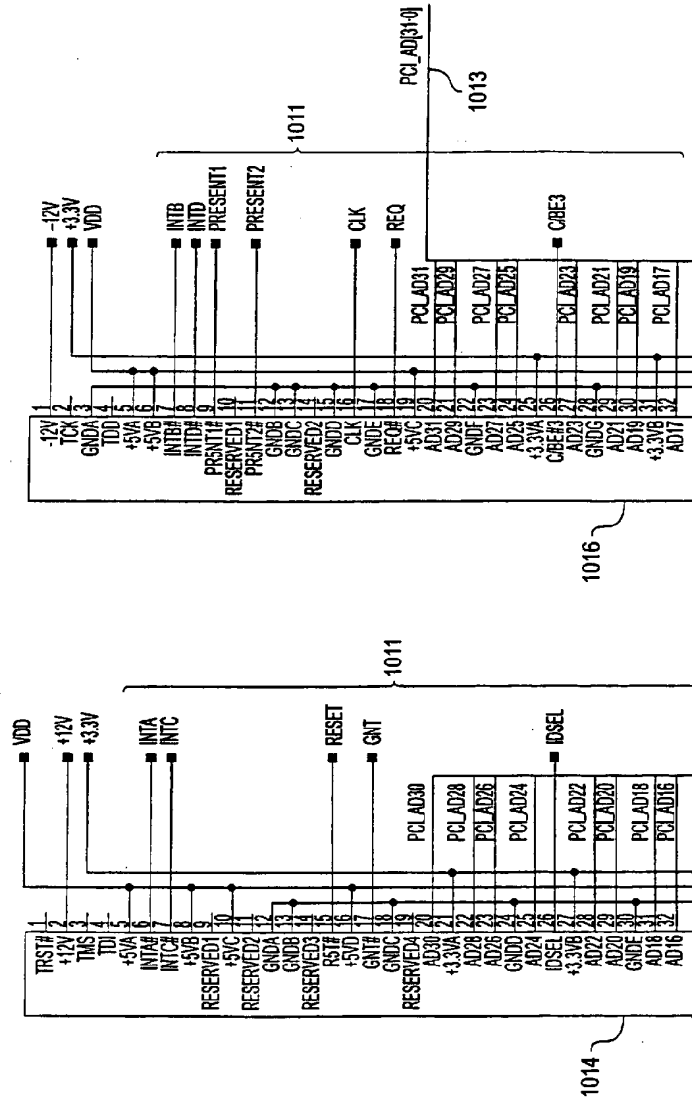 PCI_AD[31-0]
1013
1011
-12V
+3.3V
VDD
INTB
INTD
PRESENT1
PRESENT2
CLK
REQ
C/BE3
PCI_AD31
PCI_AD29
PCI_AD27
PCI_AD25
PCI_AD23
PCI_AD21
PCI_AD19
PCI_AD17
-12V 1
TCK 2
GNDA 3
TDD 4
+5VA 5
+5VB 6
INTB# 7
INTD# 8
PR5NT1# 9
RESERVED1 10
PR5NT2# 11
GNDB 12
GNDC 13
RESERVED2 14
GNDD 15
CLK 16
GNDE 17
REQ# 18
+5VC 19
AD31 20
AD29 21
GNDF 22
AD27 23
AD25 24
+3.3VA 25
C/BE#3 26
AD23 27
GNDG 28
AD21 29
AD19 30
+3.3VB 31
AD17 32
1016
VDD
+12V
+3.3V
1011
INTA
INTC
RESET
GNT
IDSEL
PCI_AD30
PCI_AD28
PCI_AD26
PCI_AD24
PCI_AD22
PCI_AD20
PCI_AD18
PCI_AD16
TRST# 1
+12V 2
TMS 3
TDI 4
+5VA 5
INTA# 6
INTC# 7
+5VB 8
RESERVED1 9
+5VC 10
RESERVED2 11
GNDA 12
GNDB 13
RESERVED3 14
R5T# 15
+5VD 16
GNT# 17
GNDC 18
RESERVED4 19
AD30 20
+3.3VA 21
AD28 22
AD26 23
GNDD 24
AD24 25
IDSEL 26
+3.3VB 27
AD22 28
AD20 29
GNDE 30
AD18 31
AD16 32
1014